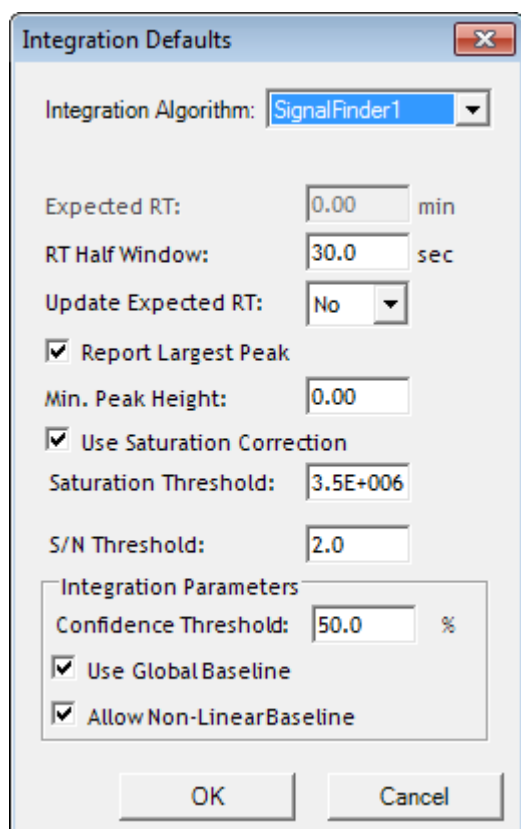 Integration Defaults
Integration Algorithm: SignalFinder1
Expected RT: 0.00 min
RT Half Window: 30.0 sec
Update Expected RT: No
Report Largest Peak
Min. Peak Height: 0.00
Use Saturation Correction
Saturation Threshold: 3.5E+006
S/N Threshold: 2.0
Integration Parameters
Confidence Threshold: 50.0 %
Use Global Baseline
Allow Non-Linear Baseline
OK Cancel